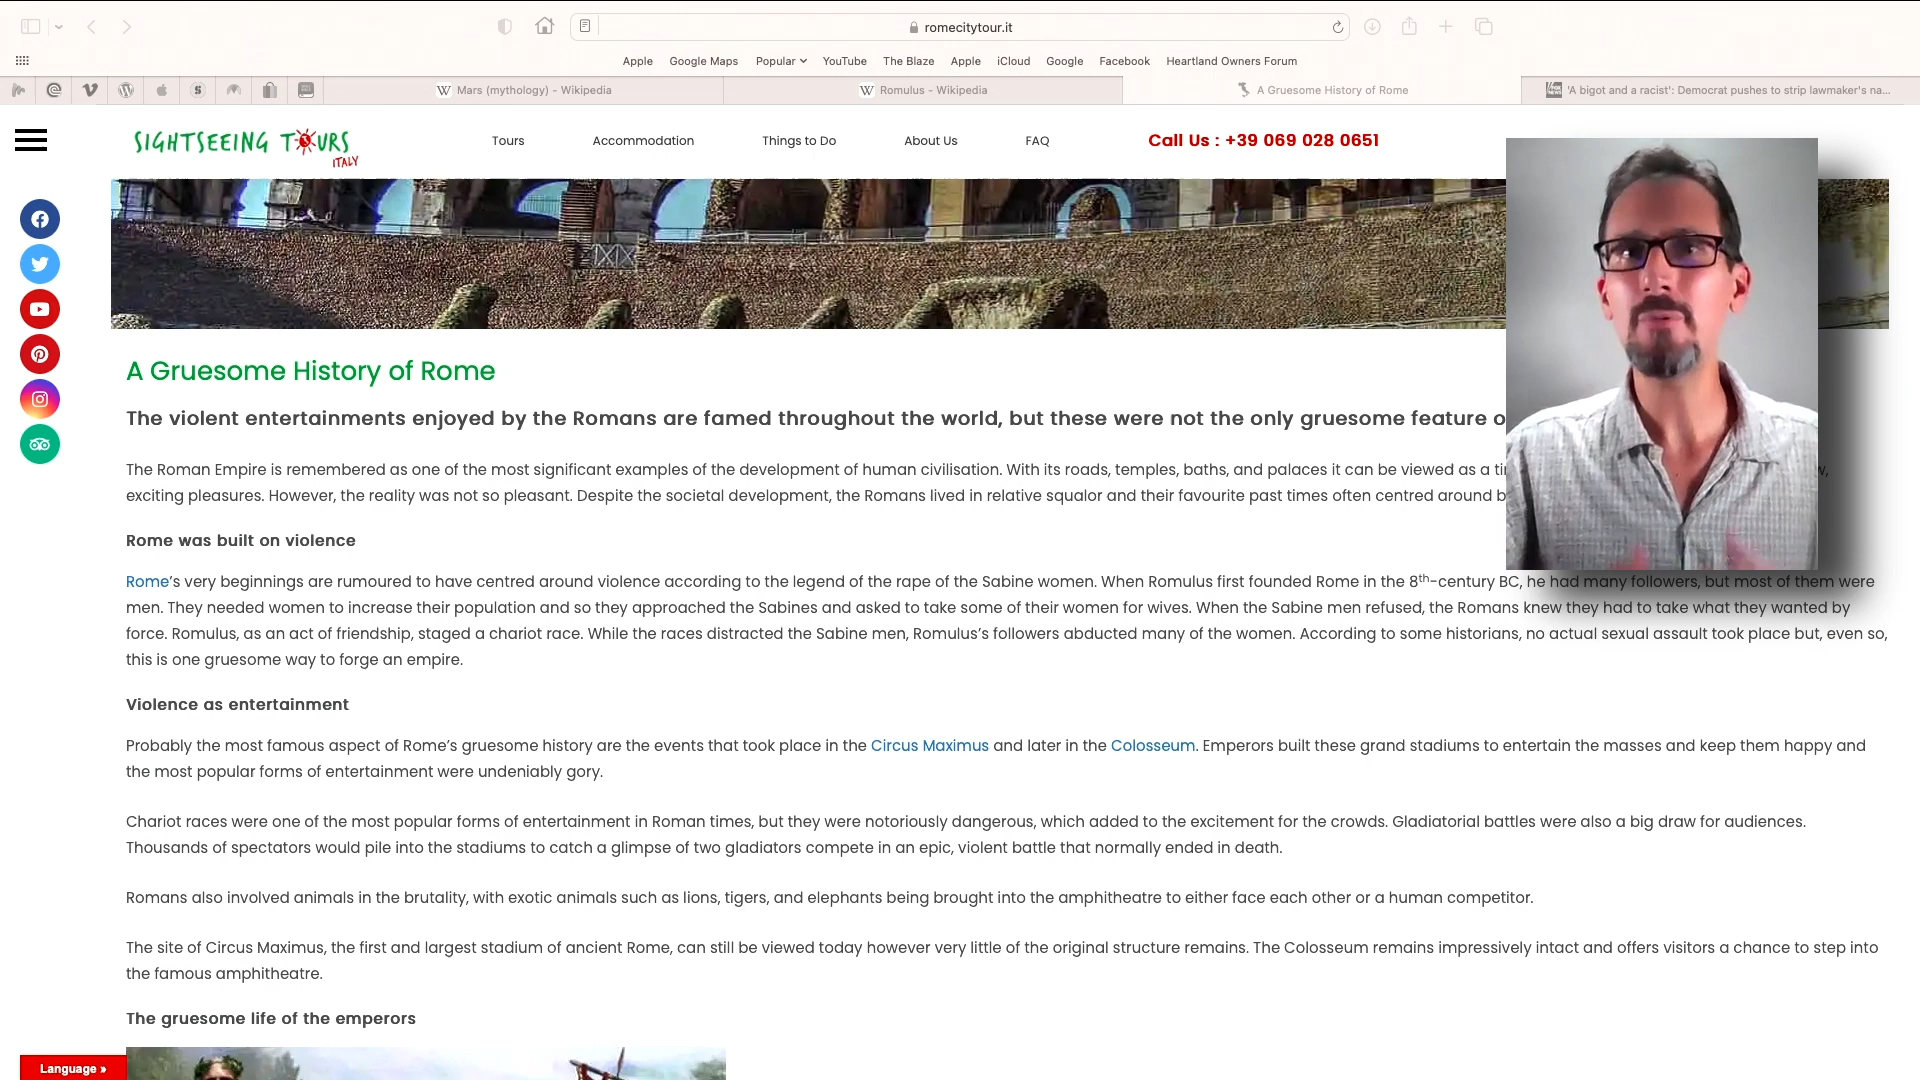 romecitytour.it
Apple Google Maps Popular YouTube The Blaze Apple iCloud Google Facebook Heartland Owners Forum
Mars (mythology) - Wikipedia
Romulus - Wikipedia
A Gruesome History of Rome
'A bigot and a racist': Democrat pushes to strip lawmaker's na...
SIGHTSEEING TOURS
ITALY
Tours Accommodation Things to Do About Us FAQ
Call Us : +39 069 028 0651
A Gruesome History of Rome
The violent entertainments enjoyed by the Romans are famed throughout the world, but these were not the only gruesome feature
The Roman Empire is remembered as one of the most significant examples of the development of human civilisation. With its roads, temples, baths, and palaces it can be viewed as a
exciting pleasures. However, the reality was not so pleasant. Despite the societal development, the Romans lived in relative squalor and their favourite past times often centred around
Rome was built on violence
Rome’s very beginnings are rumoured to have centred around violence according to the legend of the rape of the Sabine women. When Romulus first founded Rome in the 8th-century BC, he had many followers, but most of them were
men. They needed women to increase their population and so they approached the Sabines and asked to take some of their women for wives. When the Sabine men refused, the Romans knew they had to take what they wanted by
force. Romulus, as an act of friendship, staged a chariot race. While the races distracted the Sabine men, Romulus’s followers abducted many of the women. According to some historians, no actual sexual assault took place but, even so,
this is one gruesome way to forge an empire.
Violence as entertainment
Probably the most famous aspect of Rome’s gruesome history are the events that took place in the Circus Maximus and later in the Colosseum. Emperors built these grand stadiums to entertain the masses and keep them happy and
the most popular forms of entertainment were undeniably gory.
Chariot races were one of the most popular forms of entertainment in Roman times, but they were notoriously dangerous, which added to the excitement for the crowds. Gladiatorial battles were also a big draw for audiences.
Thousands of spectators would pile into the stadiums to catch a glimpse of two gladiators compete in an epic, violent battle that normally ended in death.
Romans also involved animals in the brutality, with exotic animals such as lions, tigers, and elephants being brought into the amphitheatre to either face each other or a human competitor.
The site of Circus Maximus, the first and largest stadium of ancient Rome, can still be viewed today however very little of the original structure remains. The Colosseum remains impressively intact and offers visitors a chance to step into
the famous amphitheatre.
The gruesome life of the emperors
Language »